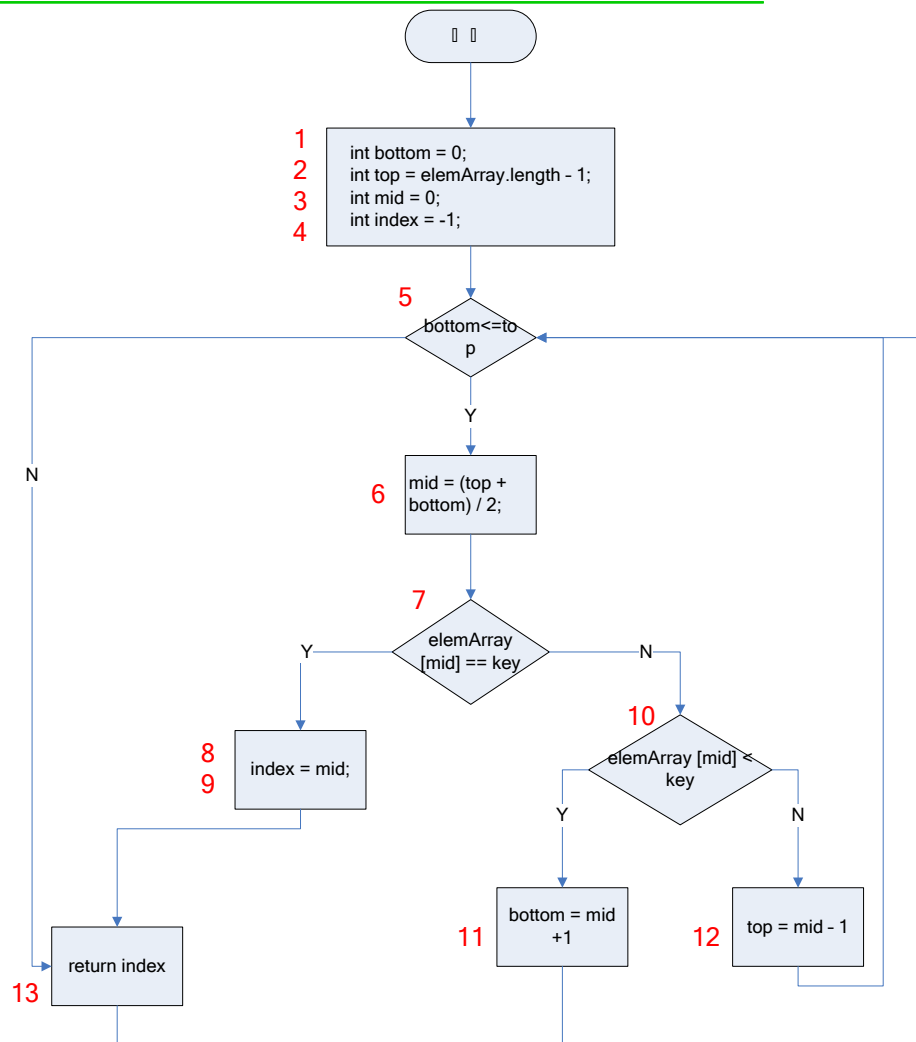 1
2
3
4
int bottom = 0;
int top = elemArray.length - 1;
int mid = 0;
int index = -1;
5
bottom<=to
p
Y
N
6
mid = (top +
bottom) / 2;
7
elemArray
[mid] == key
Y
N
8
9
index = mid;
10
elemArray [mid] <
key
Y
N
11
bottom = mid
+1
12
top = mid - 1
13
return index